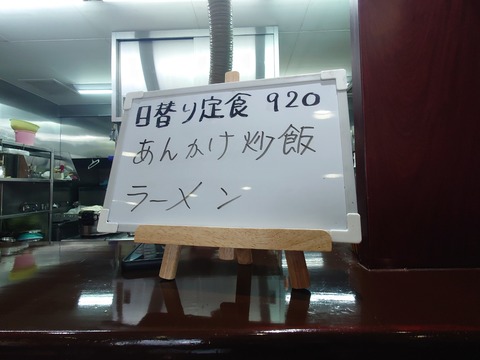 日替り定食 920
あんかけ炒飯
ラーメン